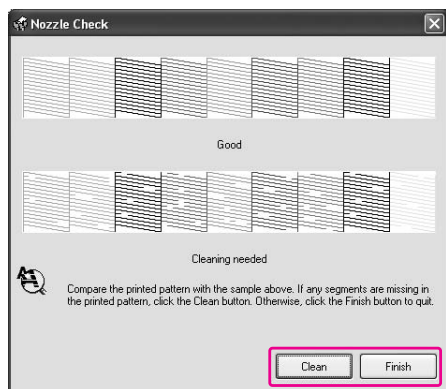 Nozzle Check
Good
Cleaning needed
Compare the printed pattern with the sample above. If any segments are missing in
the printed pattern, click the Clean button. Otherwise, click the Finish button to quit.
Clean
Finish